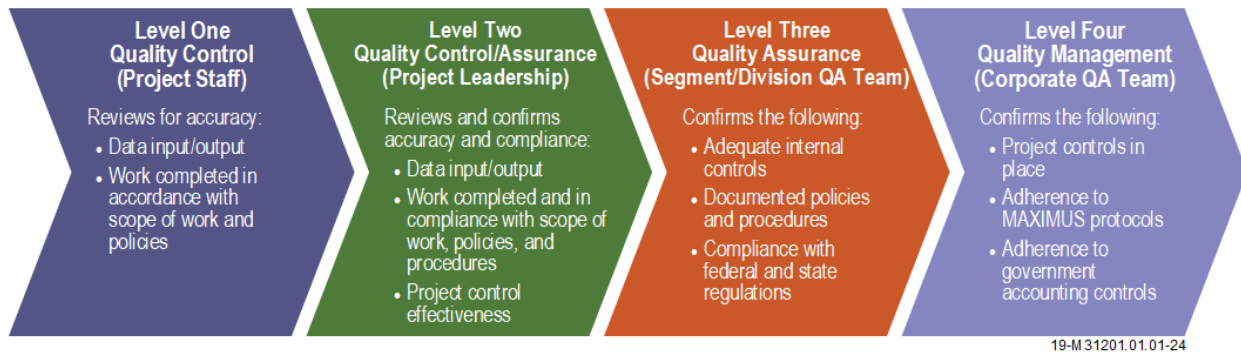 Level One
Quality Control
(Project Staff)
Reviews for accuracy:
• Data input/output
• Work completed in
accordance with
scope of work and
policies
Level Two
Quality Control/Assurance
(Project Leadership)
Reviews and confirms
accuracy and compliance:
• Data input/output
• Work completed and in
compliance with scope of
work, policies, and
procedures
• Project control
effectiveness
Level Three
Quality Assurance
(Segment/Division QA Team)
Confirms the following:
• Adequate internal
controls
• Documented policies
and procedures
• Compliance with
federal and state
regulations
Level Four
Quality Management
(Corporate QA Team)
Confirms the following:
• Project controls in
place
• Adherence to
MAXIMUS protocols
• Adherence to
government
accounting controls
19-M31201.01.01-24